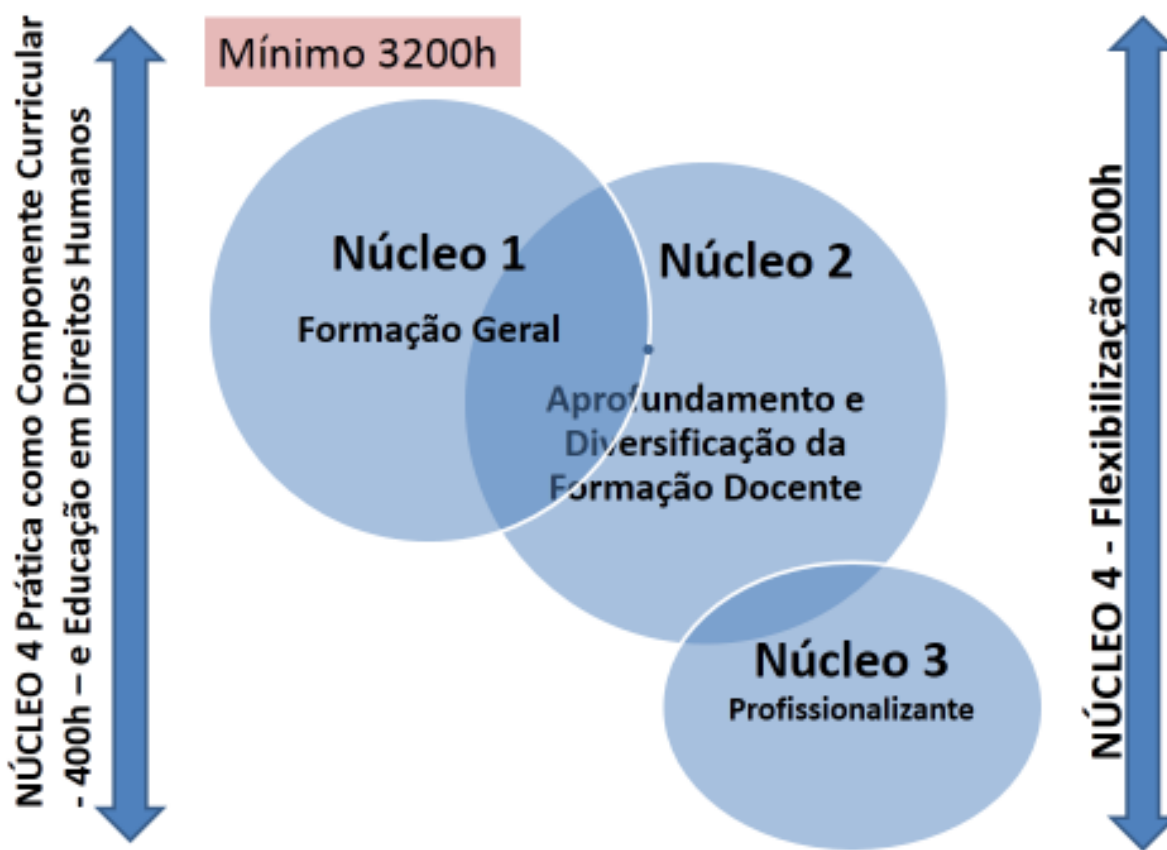 NÚCLEO 4 Prática como Componente Curricular
- 400h – e Educação em Direitos Humanos
Mínimo 3200h
Núcleo 1
Formação Geral
Núcleo 2
Aprofundamento e
Diversificação da
Formação Docente
Núcleo 3
Profissionalizante
NÚCLEO 4 - Flexibilização 200h